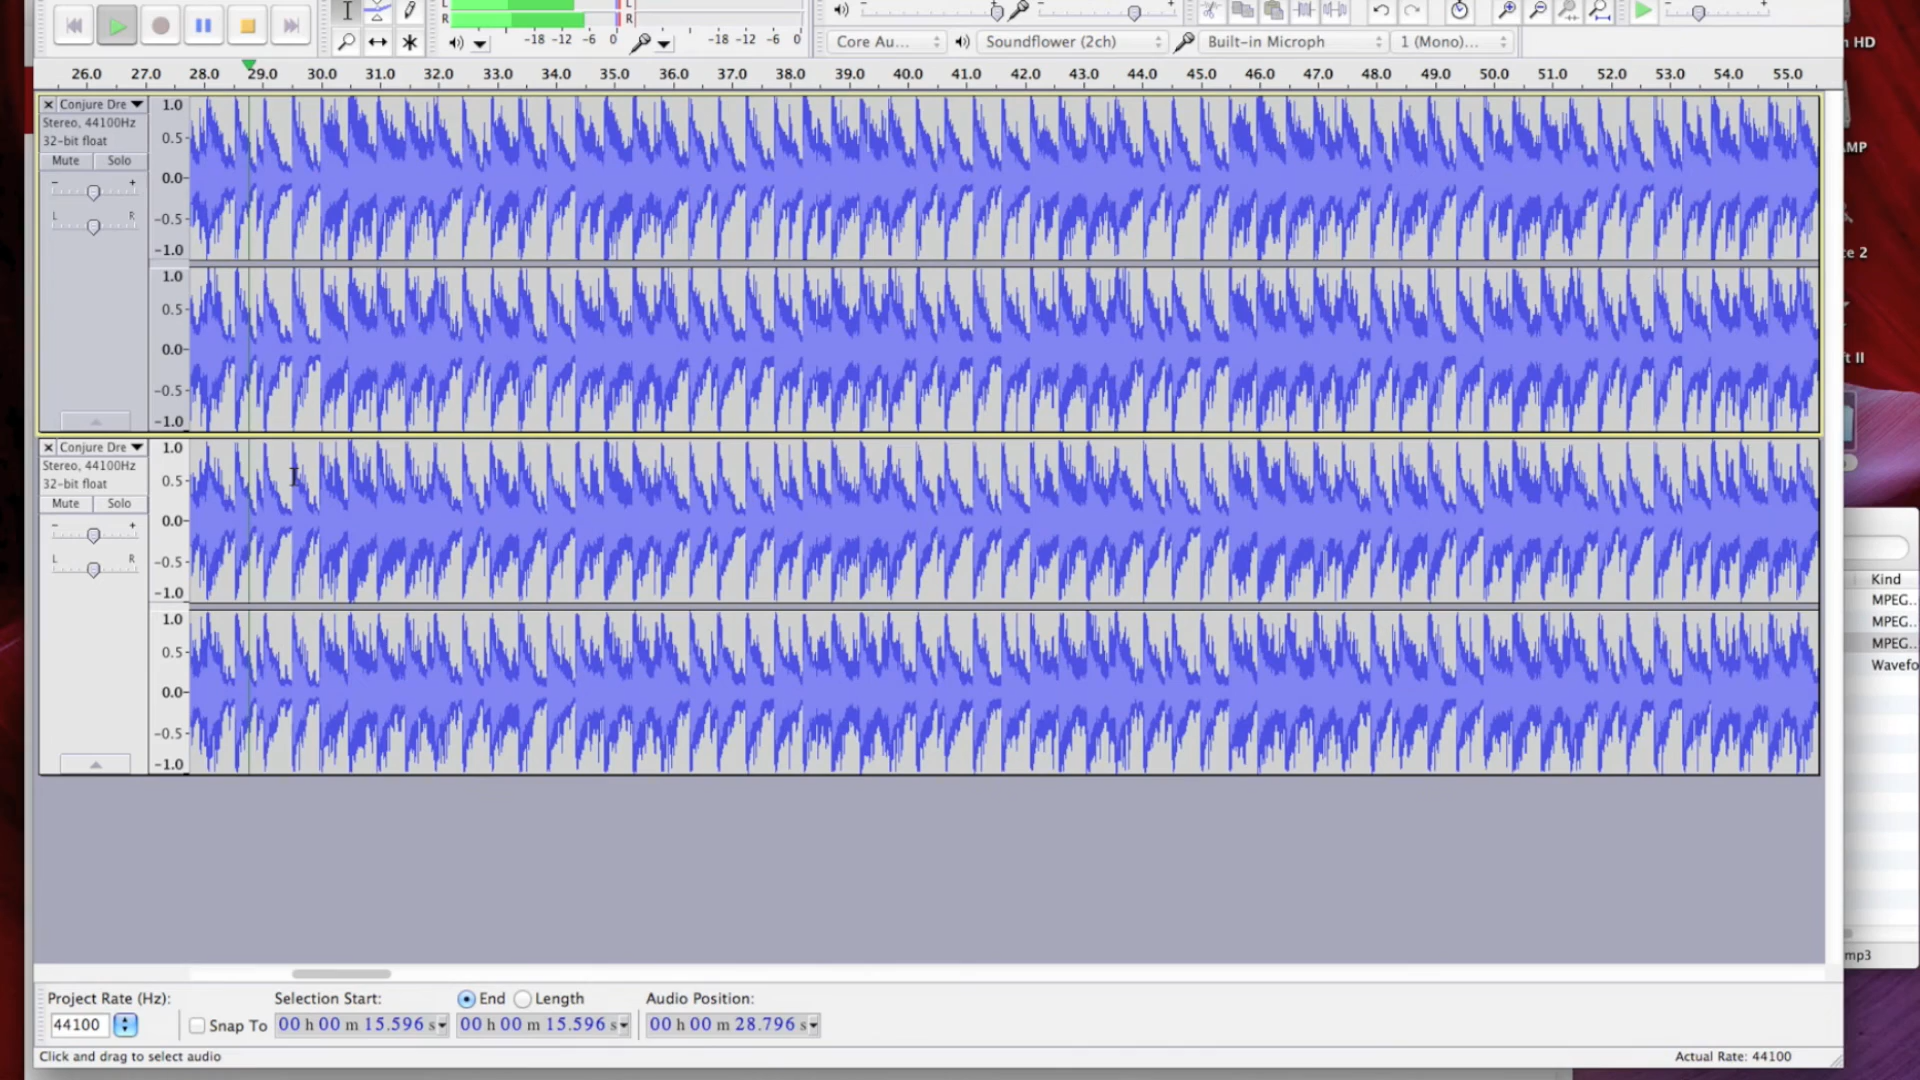 L
R
-18 -12 -6 0
L
R
-18 -12 -6 0
Core Au...
Soundflower (2ch)
Built-in Microph
1 (Mono)...
26.0 27.0 28.0 29.0 30.0 31.0 32.0 33.0 34.0 35.0 36.0 37.0 38.0 39.0 40.0 41.0 42.0 43.0 44.0 45.0 46.0 47.0 48.0 49.0 50.0 51.0 52.0 53.0 54.0 55.0
Conjure Dre
Stereo, 44100Hz
32-bit float
Mute Solo
- +
L R
1.0
0.5
0.0
-0.5
-1.0
1.0
0.5
0.0
-0.5
-1.0
Conjure Dre
Stereo, 44100Hz
32-bit float
Mute Solo
- +
L R
1.0
0.5
0.0
-0.5
-1.0
1.0
0.5
0.0
-0.5
-1.0
HD
AMP
ce 2
ft II
Kind
MPEG...
MPEG...
MPEG...
Wavefo
mp3
Project Rate (Hz):
44100
Snap To
Selection Start:
00 h 00 m 15.596 s
End Length
00 h 00 m 15.596 s
Audio Position:
00 h 00 m 28.796 s
Click and drag to select audio
Actual Rate: 44100